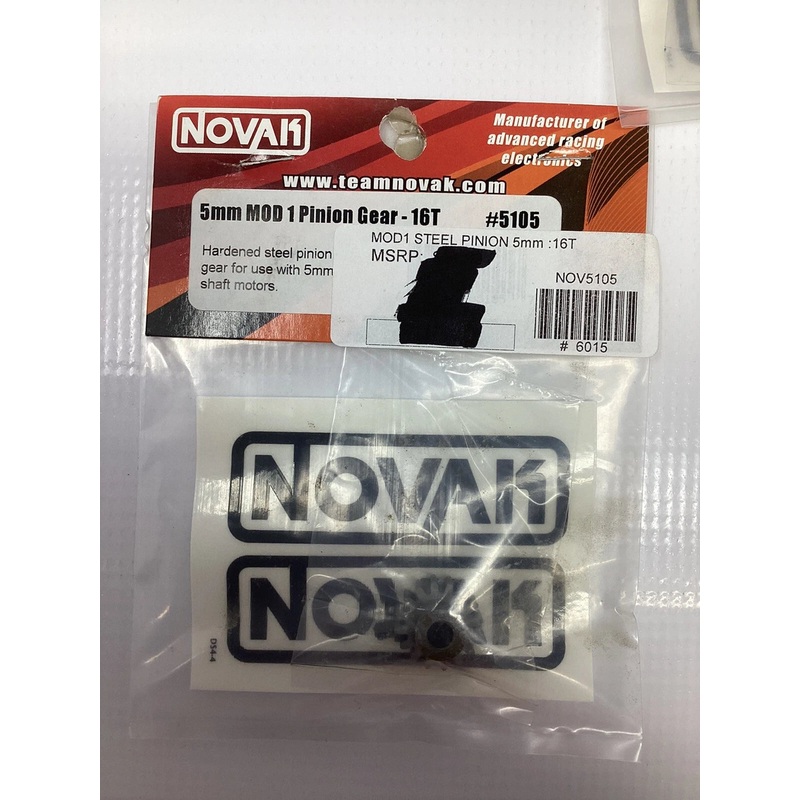 NOVAK
Manufacturer of
advanced racing
electronics
www.teamnovak.com
5mm MOD 1 Pinion Gear - 16T #5105
Hardened steel pinion
gear for use with 5mm
shaft motors.
MOD1 STEEL PINION 5mm :16T
MSRP:
NOV5105
# 6015
NOVAK
NOVAK
D54-4